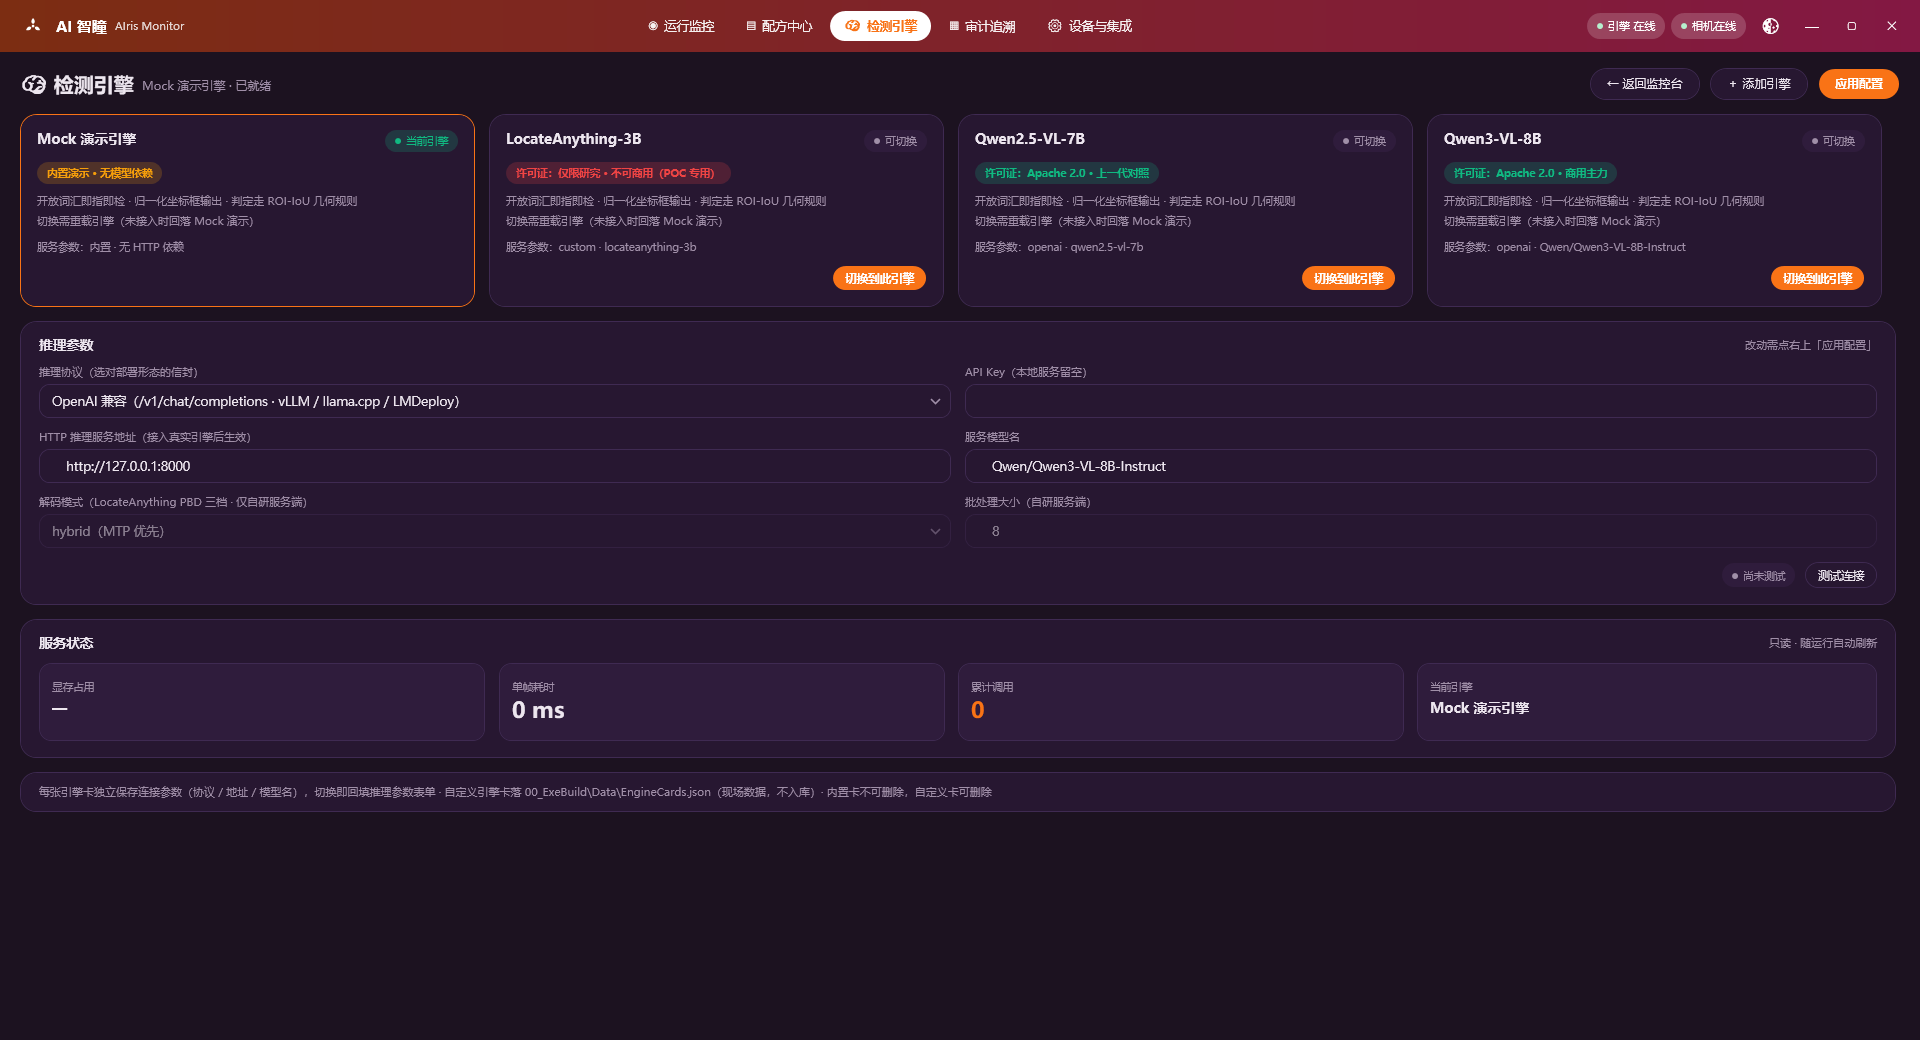 AI 智瞳 AIris Monitor
运行监控 配方中心 检测引擎 审计追溯 设备与集成
引擎 在线 相机在线
检测引擎 Mock 演示引擎 · 已就绪
← 返回监控台 + 添加引擎 应用配置
Mock 演示引擎 当前引擎
内置演示 • 无模型依赖
开放词汇即指即检 · 归一化坐标框输出 · 判定走 ROI-IoU 几何规则
切换需重载引擎（未接入时回落 Mock 演示）
服务参数：内置 · 无 HTTP 依赖
LocateAnything-3B 可切换
许可证：仅限研究 • 不可商用（POC 专用）
开放词汇即指即检 · 归一化坐标框输出 · 判定走 ROI-IoU 几何规则
切换需重载引擎（未接入时回落 Mock 演示）
服务参数：custom · locateanything-3b
切换到此引擎
Qwen2.5-VL-7B 可切换
许可证：Apache 2.0 • 上一代对照
开放词汇即指即检 · 归一化坐标框输出 · 判定走 ROI-IoU 几何规则
切换需重载引擎（未接入时回落 Mock 演示）
服务参数：openai · qwen2.5-vl-7b
切换到此引擎
Qwen3-VL-8B 可切换
许可证：Apache 2.0 • 商用主力
开放词汇即指即检 · 归一化坐标框输出 · 判定走 ROI-IoU 几何规则
切换需重载引擎（未接入时回落 Mock 演示）
服务参数：openai · Qwen/Qwen3-VL-8B-Instruct
切换到此引擎
推理参数 改动需点右上「应用配置」
推理协议（选对部署形态的信封） API Key（本地服务留空）
OpenAI 兼容（/v1/chat/completions · vLLM / llama.cpp / LMDeploy）
HTTP 推理服务地址（接入真实引擎后生效） 服务模型名
http://127.0.0.1:8000 Qwen/Qwen3-VL-8B-Instruct
解码模式（LocateAnything PBD 三档 · 仅自研服务端） 批处理大小（自研服务端）
hybrid（MTP 优先） 8
尚未测试 测试连接
服务状态 只读 · 随运行自动刷新
显存占用 单帧耗时 累计调用 当前引擎
— 0 ms 0 Mock 演示引擎
每张引擎卡独立保存连接参数（协议 / 地址 / 模型名），切换即回填推理参数表单 · 自定义引擎卡落 00_ExeBuild\Data\EngineCards.json（现场数据，不入库）· 内置卡不可删除，自定义卡可删除